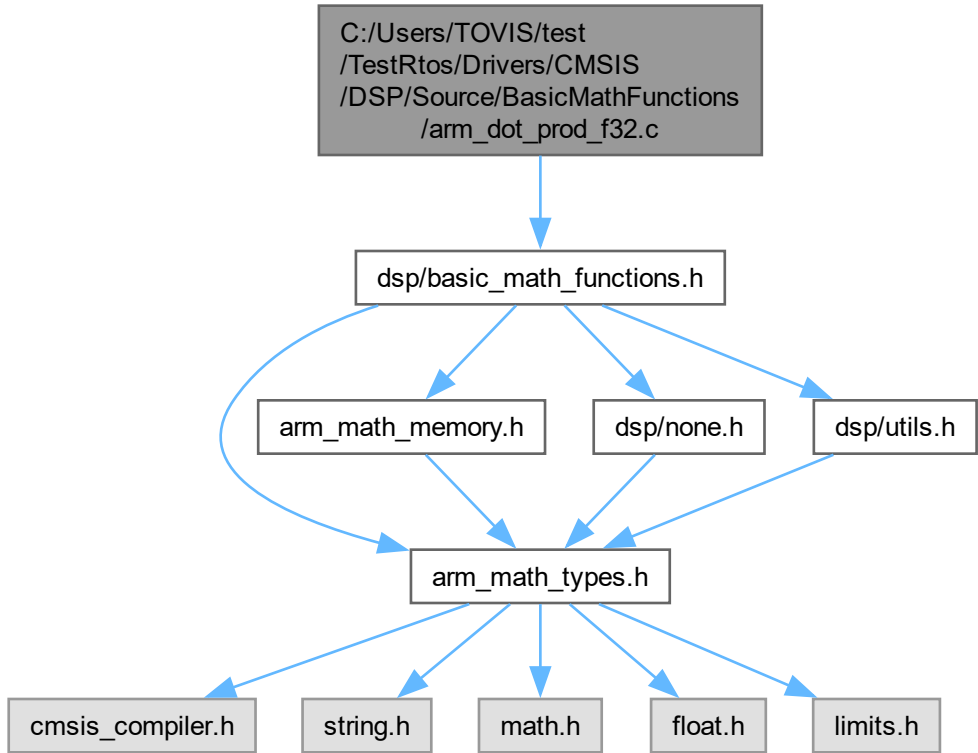 C:/Users/TOVIS/test
/TestRtos/Drivers/CMSIS
/DSP/Source/BasicMathFunctions
/arm_dot_prod_f32.c
dsp/basic_math_functions.h
arm_math_memory.h
dsp/none.h
dsp/utils.h
arm_math_types.h
cmsis_compiler.h
string.h
math.h
float.h
limits.h